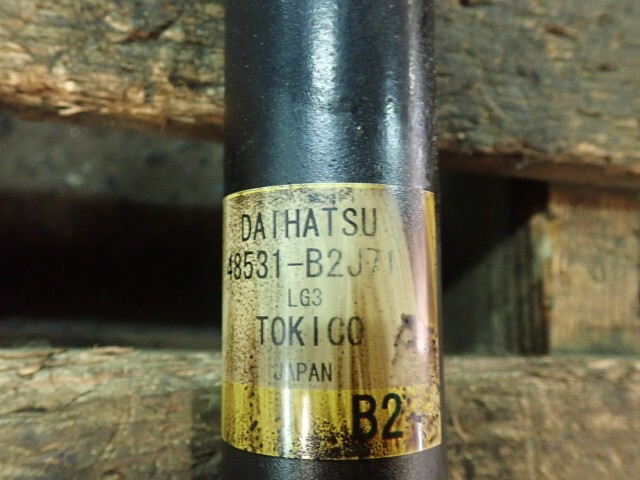 DAIHATSU
48531-B2J71
LG3
TOKICO
JAPAN
B2